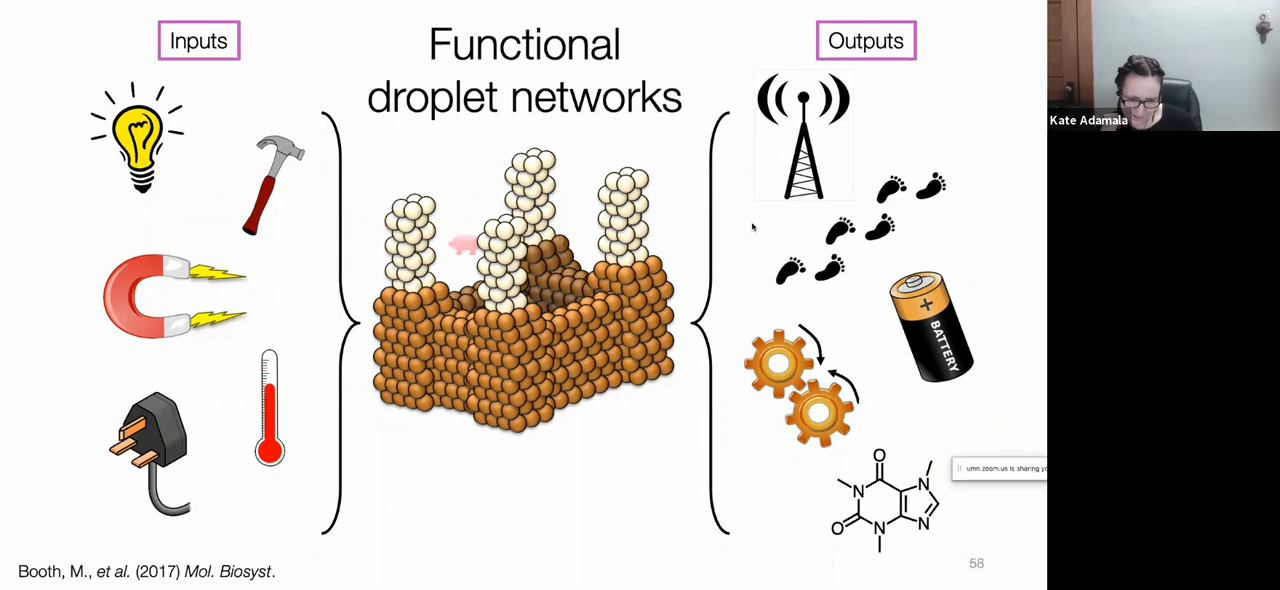 Inputs
Functional
droplet networks
Outputs
Kate Adamala
+
BATTERY
umn.zoom.us is sharing yo
O
N
N
O
N
N
Booth, M., et al. (2017) Mol. Biosyst.
58